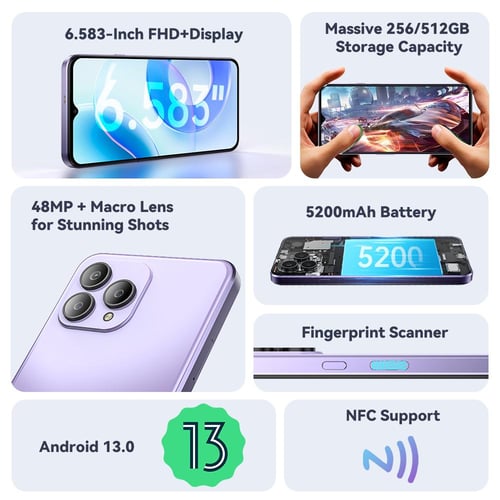 6.583-Inch FHD+Display
6.583"
Massive 256/512GB
Storage Capacity
48MP + Macro Lens
for Stunning Shots
5200mAh Battery
5200
Fingerprint Scanner
Android 13.0
13
NFC Support
N